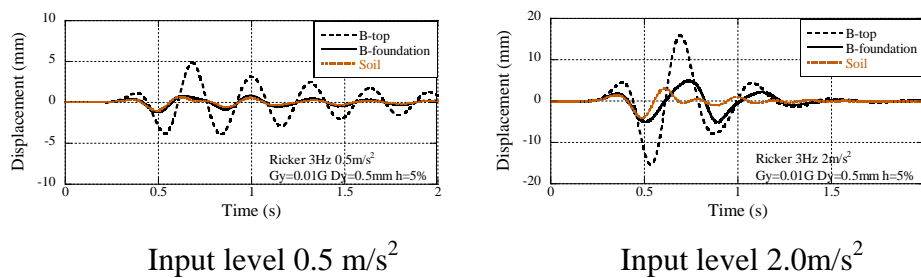 10
5
0
-5
-10
Displacement (mm)
B-top
B-foundation
Soil
Ricker 3Hz 0.5m/s²
Gy=0.01G Dy=0.5mm h=5%
0 0.5 1 1.5 2
Time (s)
Input level 0.5 m/s²
20
10
0
-10
-20
Displacement (mm)
B-top
B-foundation
Soil
Ricker 3Hz 2m/s²
Gy=0.01G Dy=0.5mm h=5%
0 0.5 1 1.5
Time (s)
Input level 2.0m/s²